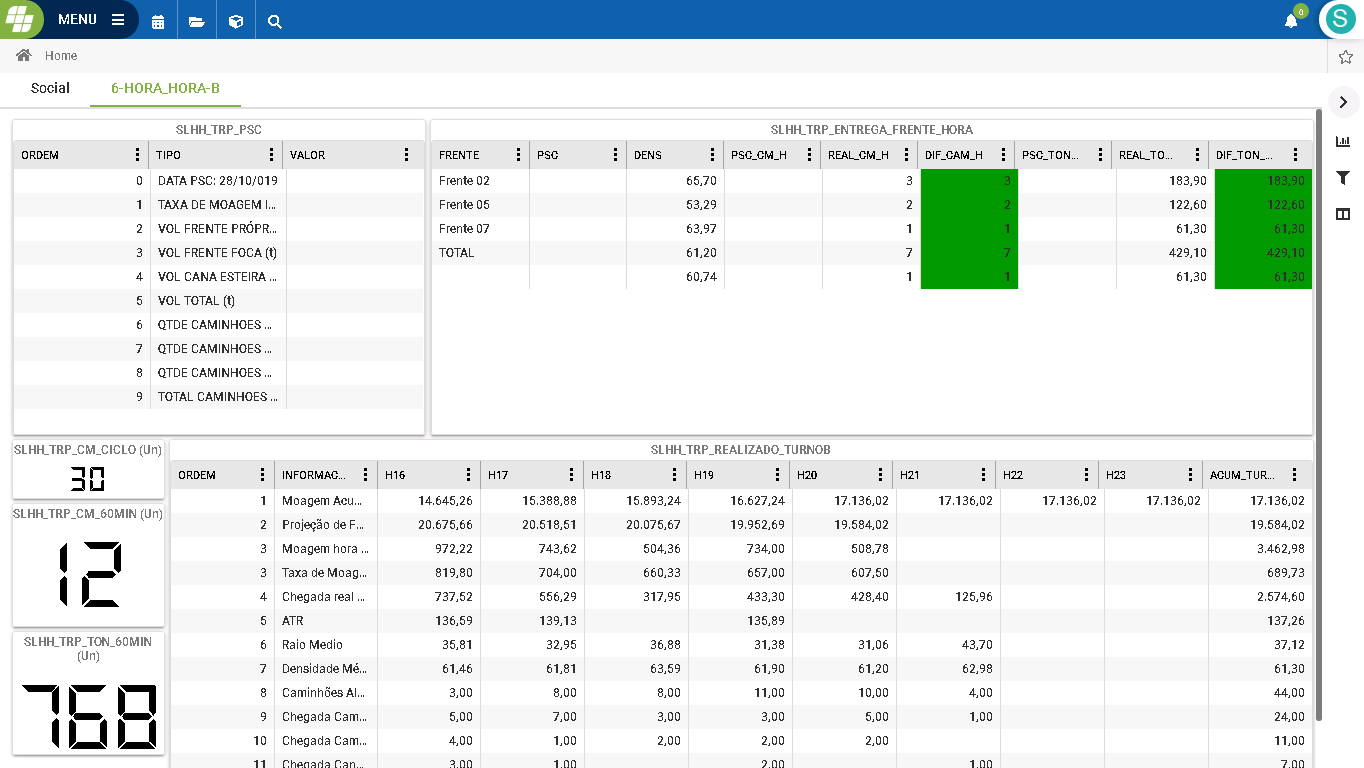 MENU
0
S
Home
Social 6-HORA_HORA-B
SLHH_TRP_PSC
ORDEM TIPO VALOR
0 DATA PSC: 28/10/019
1 TAXA DE MOAGEM I...
2 VOL FRENTE PRÓPR...
3 VOL FRENTE FOCA (t)
4 VOL CANA ESTEIRA ...
5 VOL TOTAL (t)
6 QTDE CAMINHOES ...
7 QTDE CAMINHOES ...
8 QTDE CAMINHOES ...
9 TOTAL CAMINHOES ...
SLHH_TRP_ENTREGA_FRENTE_HORA
FRENTE PSC DENS PSC_CM_H REAL_CM_H DIF_CAM_H PSC_TON... REAL_TO... DIF_TON_...
Frente 02 65,70 3 3 183,90 183,90
Frente 05 53,29 2 2 122,60 122,60
Frente 07 63,97 1 1 61,30 61,30
TOTAL 61,20 7 7 429,10 429,10
60,74 1 1 61,30 61,30
SLHH_TRP_CM_CICLO (Un)
30
SLHH_TRP_CM_60MIN (Un)
12
SLHH_TRP_TON_60MIN
(Un)
768
SLHH_TRP_REALIZADO_TURNOB
ORDEM INFORMAC... H16 H17 H18 H19 H20 H21 H22 H23 ACUM_TUR...
1 Moagem Acu... 14.645,26 15.388,88 15.893,24 16.627,24 17.136,02 17.136,02 17.136,02 17.136,02 17.136,02
2 Projeção de F... 20.675,66 20.518,51 20.075,67 19.952,69 19.584,02 19.584,02
3 Moagem hora ... 972,22 743,62 504,36 734,00 508,78 3.462,98
3 Taxa de Moag... 819,80 704,00 660,33 657,00 607,50 689,73
4 Chegada real ... 737,52 556,29 317,95 433,30 428,40 125,96 2.574,60
5 ATR 136,59 139,13 135,89 137,26
6 Raio Medio 35,81 32,95 36,88 31,38 31,06 43,70 37,12
7 Densidade Mé... 61,46 61,81 63,59 61,90 61,20 62,98 61,30
8 Caminhões Al... 3,00 8,00 8,00 11,00 10,00 4,00 44,00
9 Chegada Cam... 5,00 7,00 3,00 3,00 5,00 1,00 24,00
10 Chegada Cam... 4,00 1,00 2,00 2,00 2,00 11,00
11 Chegada Cam... 3,00 1,00 2,00 1,00 7,00